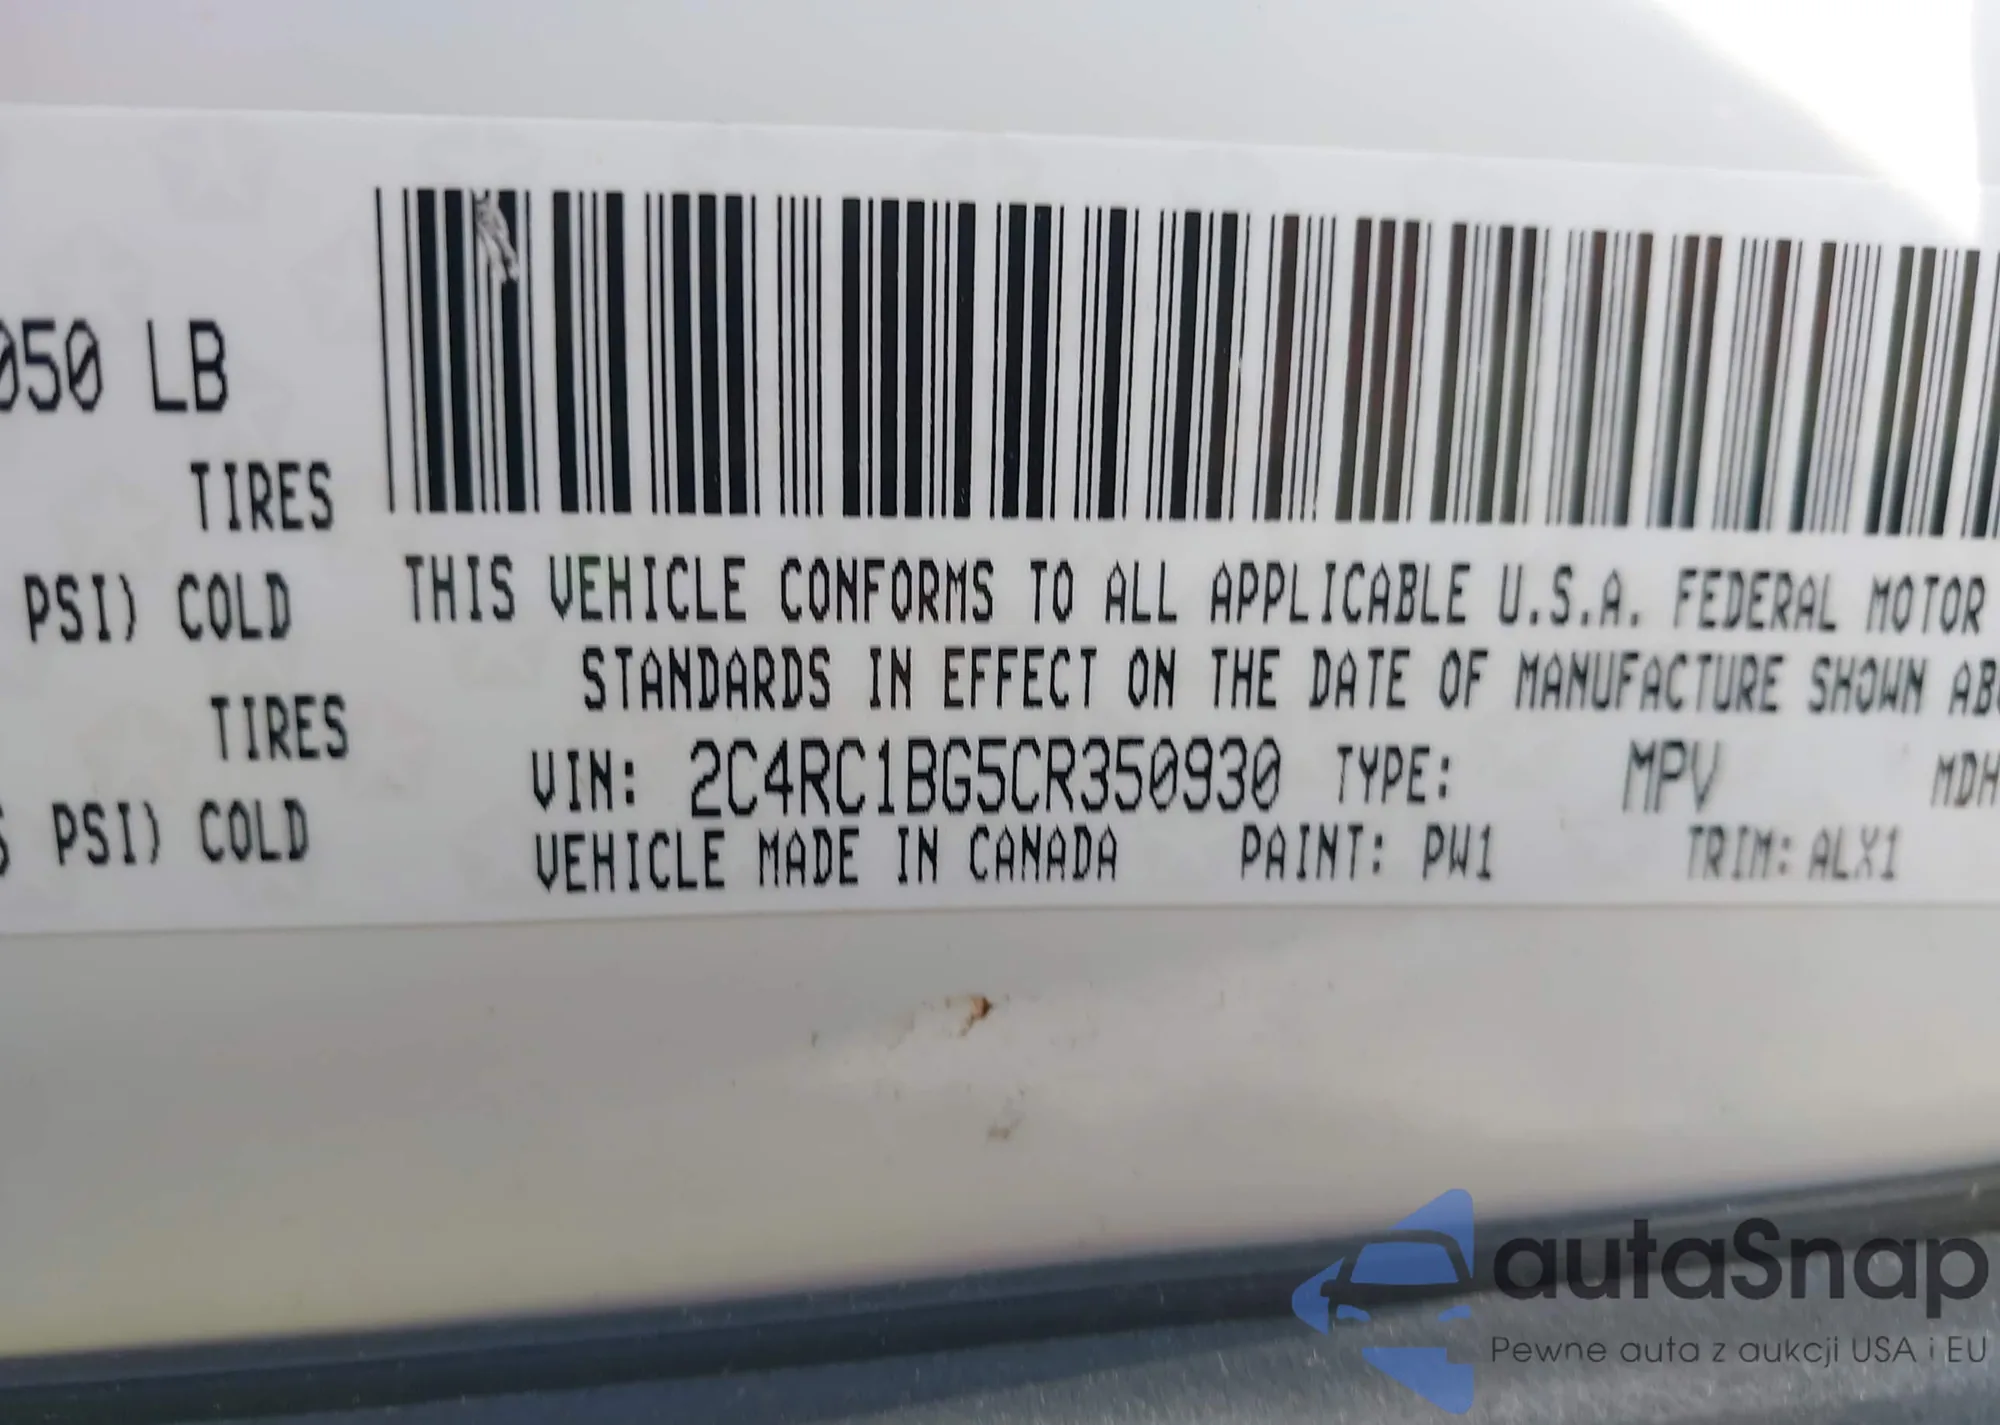 050 LB
TIRES
PSI) COLD
TIRES
PSI) COLD
THIS VEHICLE CONFORMS TO ALL APPLICABLE U.S.A. FEDERAL MOTOR
STANDARDS IN EFFECT ON THE DATE OF MANUFACTURE SHOWN
VIN: 2C4RC1BG5CR350930 TYPE: MPV MDH
VEHICLE MADE IN CANADA PAINT: PW1 TRIM: ALX1
autaSnap
Pewne auta z aukcji USA i EU